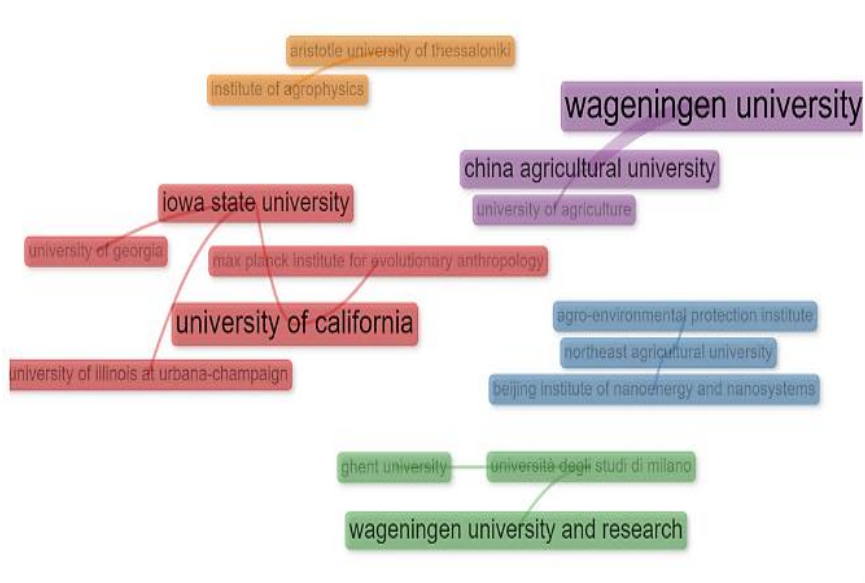 aristotle university of thessaloniki
institute of agrophysics
wageningen university
china agricultural university
university of agriculture
iowa state university
university of georgia
max planck institute for evolutionary anthropology
university of california
university of illinois at urbana-champaign
agro-environmental protection institute
northeast agricultural university
beijing institute of nanoenergy and nanosystems
ghent university
università degli studi di milano
wageningen university and research